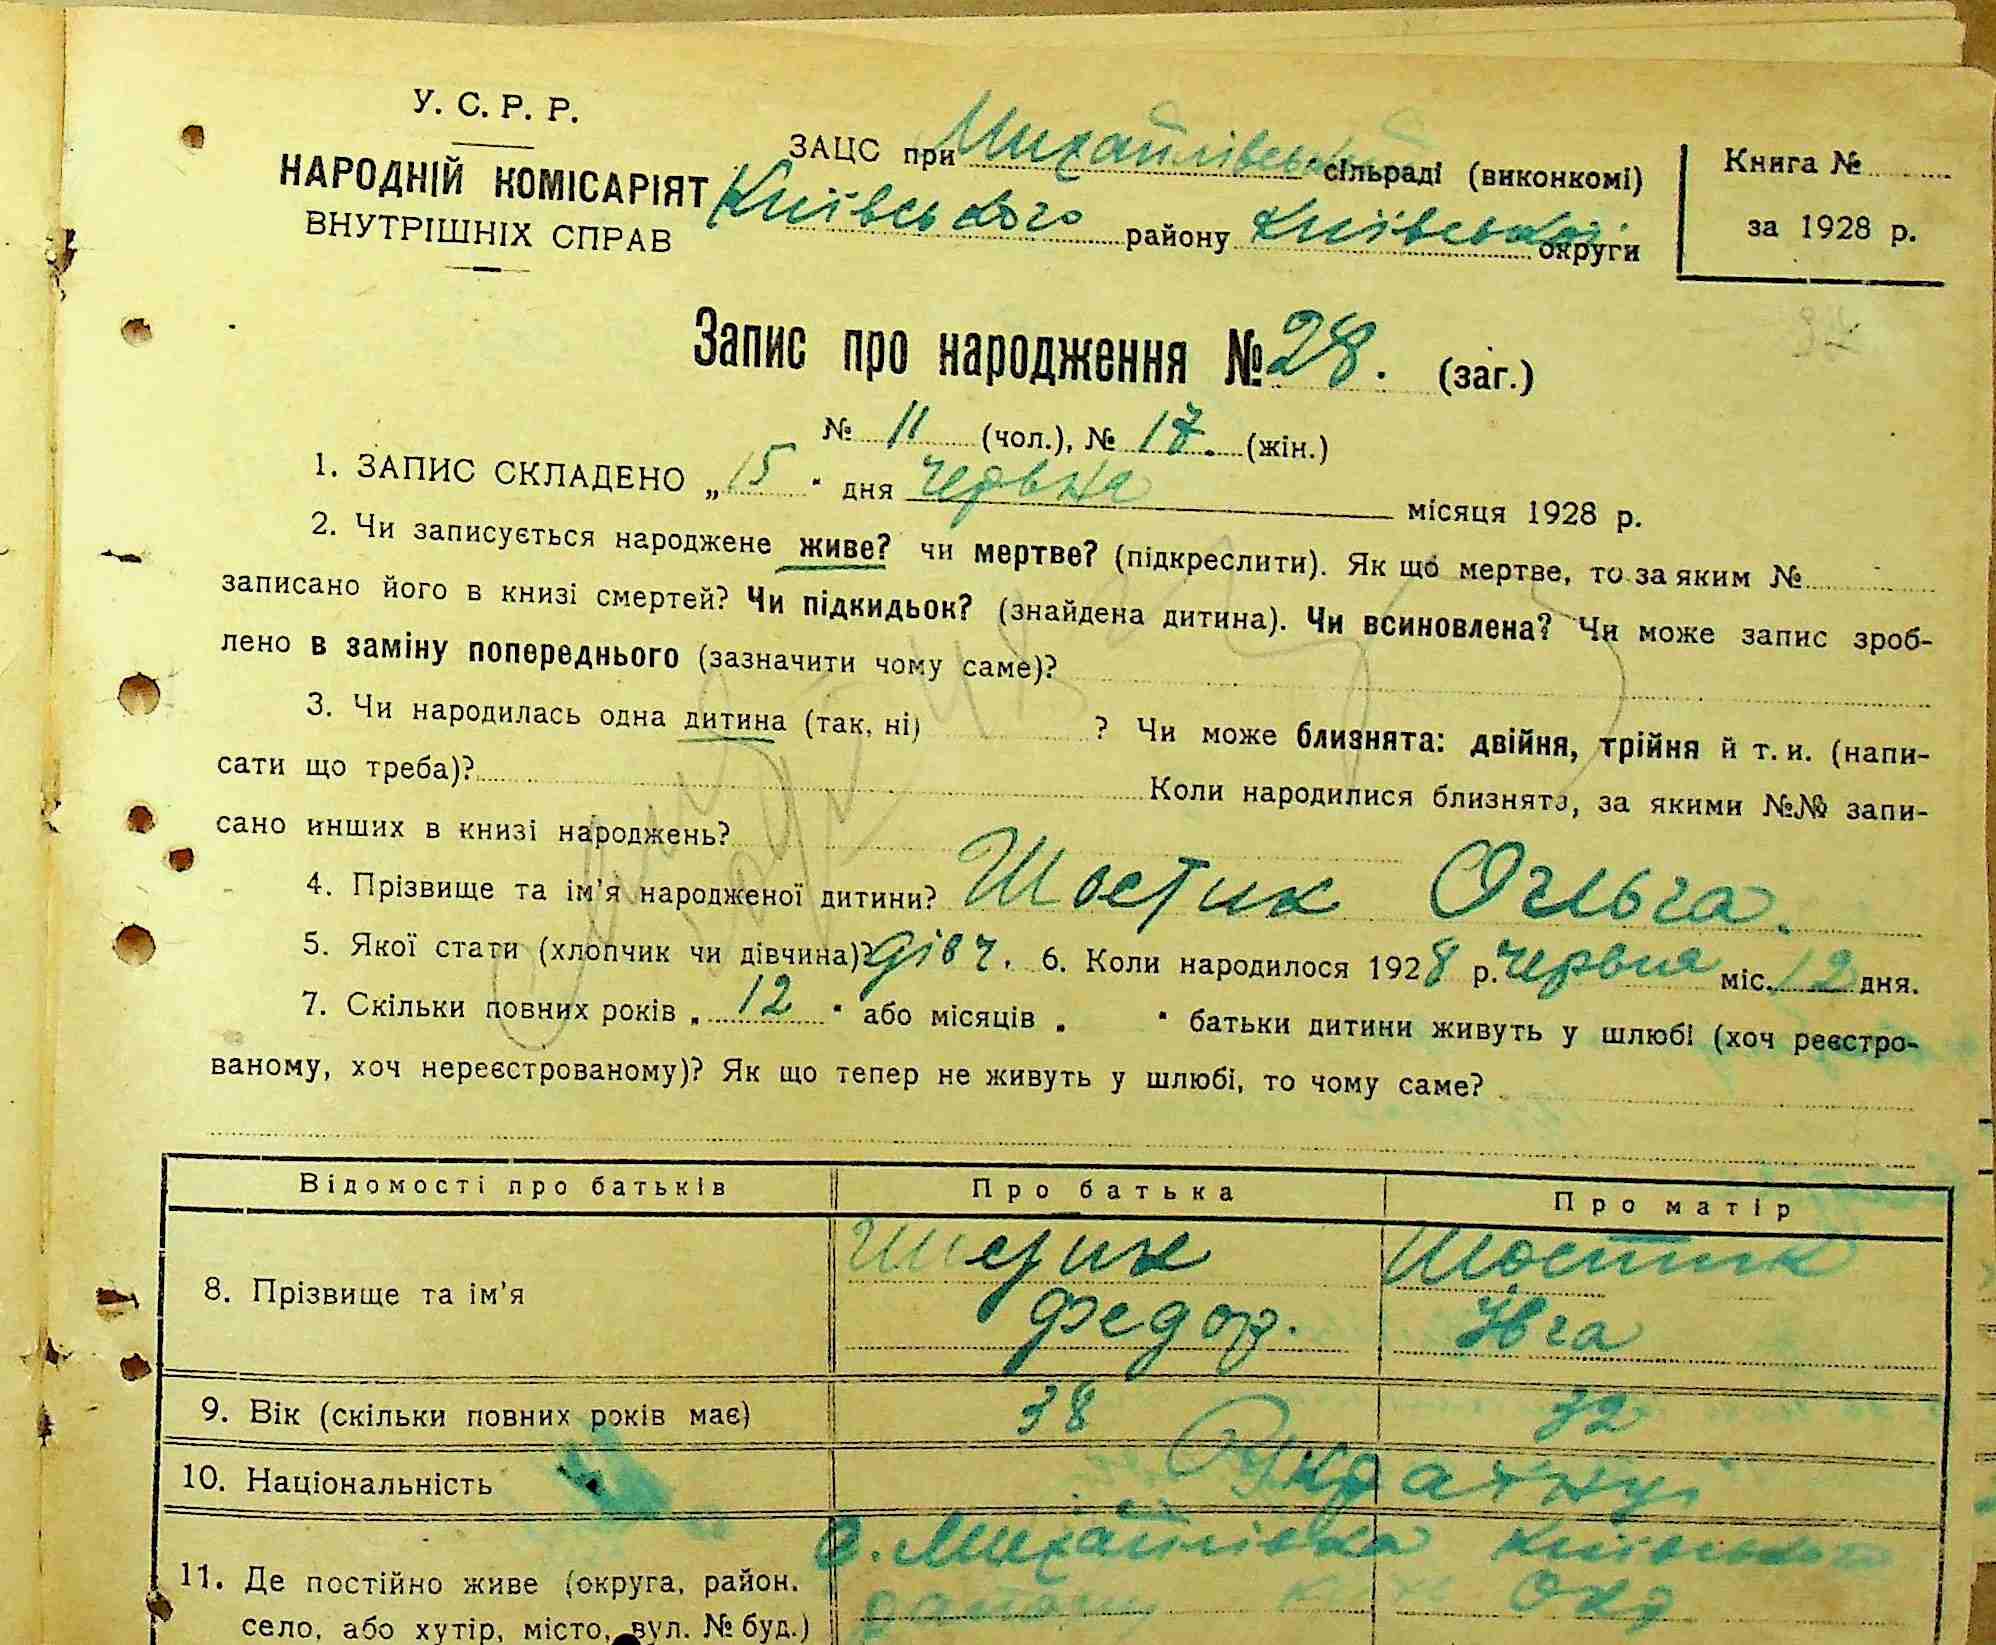 У. С. Р. Р.
НАРОДНІЙ КОМІСАРІЯТ
ВНУТРІШНІХ СПРАВ
ЗАЦС при Михайлівській сільраді (виконкомі)
Київського району Київської округи
Книга №
за 1928 р.
Запис про народження № 28. (заг.)
№ 11 (чол.), № 17. (жін.)
1. ЗАПИС СКЛАДЕНО „15" дня червня місяця 1928 р.
2. Чи записується народжене живе? чи мертве? (підкреслити). Як що мертве, то за яким №
записано його в книзі смертей? Чи підкидьок? (знайдена дитина). Чи всиновлена? Чи може запис зроб-
лено в заміну попереднього (зазначити чому саме)?
3. Чи народилась одна дитина (так, ні) ? Чи може близнята: двійня, трійня й т. и. (напи-
сати що треба)? Коли народилися близнята, за якими №№ запи-
сано инших в книзі народжень?
4. Прізвище та ім'я народженої дитини? Шостик Ольга.
5. Якої стати (хлопчик чи дівчина)? дівч. 6. Коли народилося 1928 р. червня міс. 12 дня.
7. Скільки повних років „12" або місяців „ " батьки дитини живуть у шлюбі (хоч реєстро-
ваному, хоч нереєстрованому)? Як що тепер не живуть у шлюбі, то чому саме?
Відомості про батьків Про батька Про матір
8. Прізвище та ім'я Шостик
Федор. Ивга
9. Вік (скільки повних років має) 38 32
10. Національність
11. Де постійно живе (округа, район, с. Михайлівка Київського
село, або хутір, місто, вул. № буд.) району окр